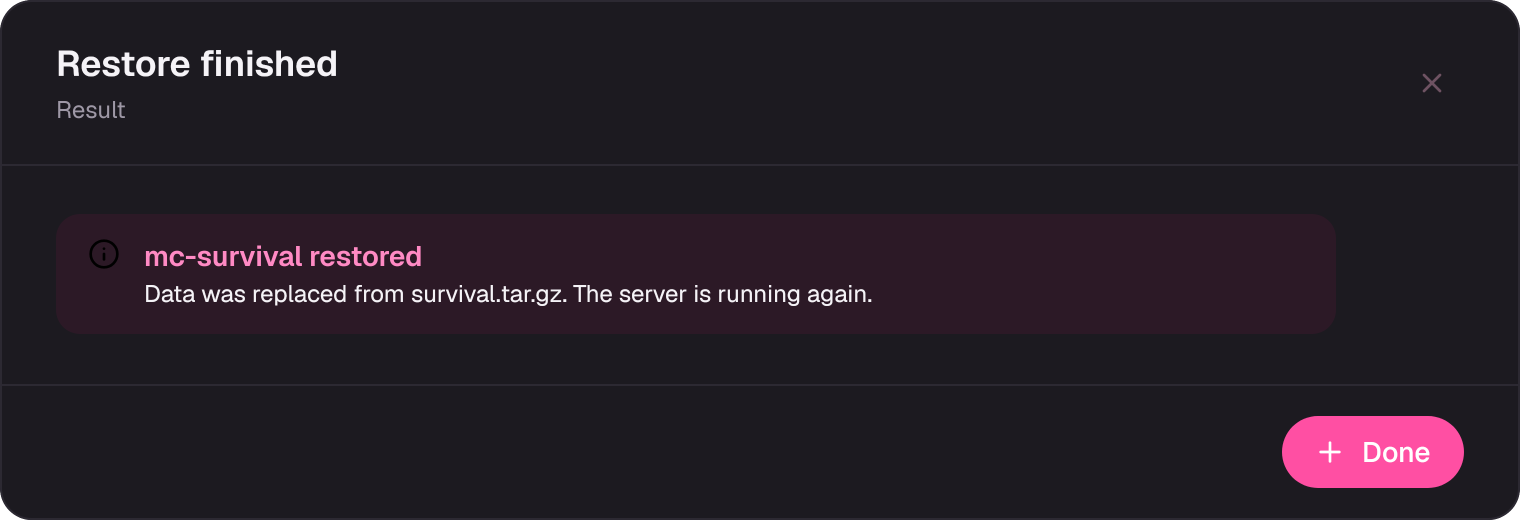 Restore finished
Result
mc-survival restored
Data was replaced from survival.tar.gz. The server is running again.
Done